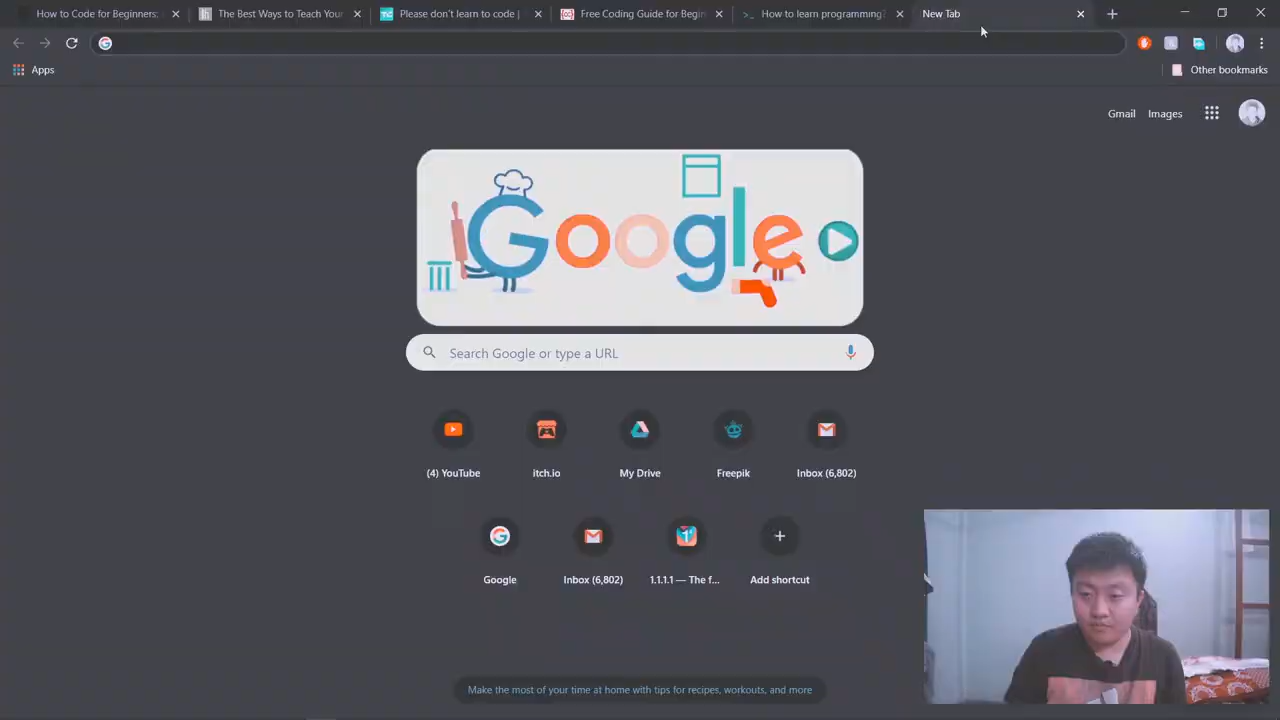 How to Code for Beginners:
The Best Ways to Teach Your
Please don't learn to code |
Free Coding Guide for Begin
How to learn programming?
New Tab
Apps
Other bookmarks
Gmail
Images
Google
Search Google or type a URL
(4) YouTube
itch.io
My Drive
Freepik
Inbox (6,802)
Google
Inbox (6,802)
1.1.1.1 — The f...
Add shortcut
Make the most of your time at home with tips for recipes, workouts, and more